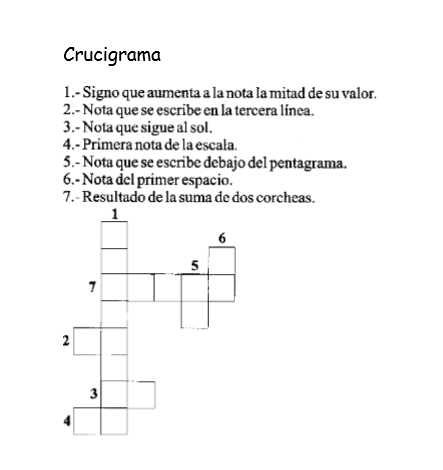 Crucigrama
1.- Signo que aumenta a la nota la mitad de su valor.
2.- Nota que se escribe en la tercera línea.
3.- Nota que sigue al sol.
4.- Primera nota de la escala.
5.- Nota que se escribe debajo del pentagrama.
6.- Nota del primer espacio.
7.- Resultado de la suma de dos corcheas.
1
6
5
7
2
3
4